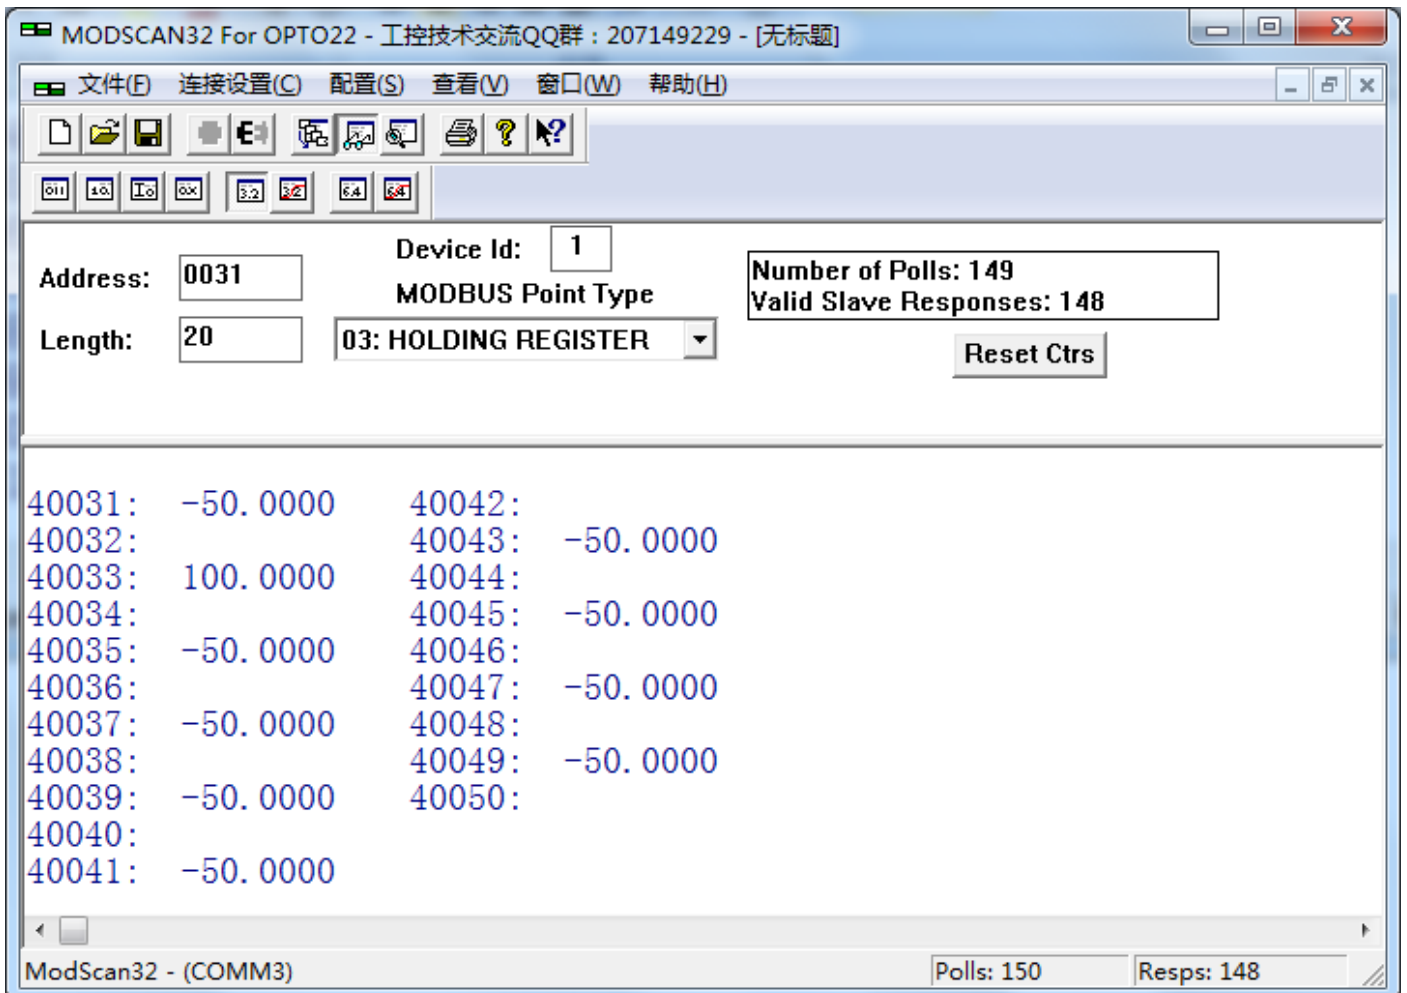 MODSCAN32 For OPTO22 - 工控技术交流QQ群：207149229 - [无标题]
文件(F) 连接设置(C) 配置(S) 查看(V) 窗口(W) 帮助(H)
Address: 0031
Device Id: 1
MODBUS Point Type
Length: 20
03: HOLDING REGISTER
Number of Polls: 149
Valid Slave Responses: 148
Reset Ctrs
40031: -50.0000 40042:
40032: 40043: -50.0000
40033: 100.0000 40044:
40034: 40045: -50.0000
40035: -50.0000 40046:
40036: 40047: -50.0000
40037: -50.0000 40048:
40038: 40049: -50.0000
40039: -50.0000 40050:
40040:
40041: -50.0000
ModScan32 - (COMM3) Polls: 150 Resps: 148